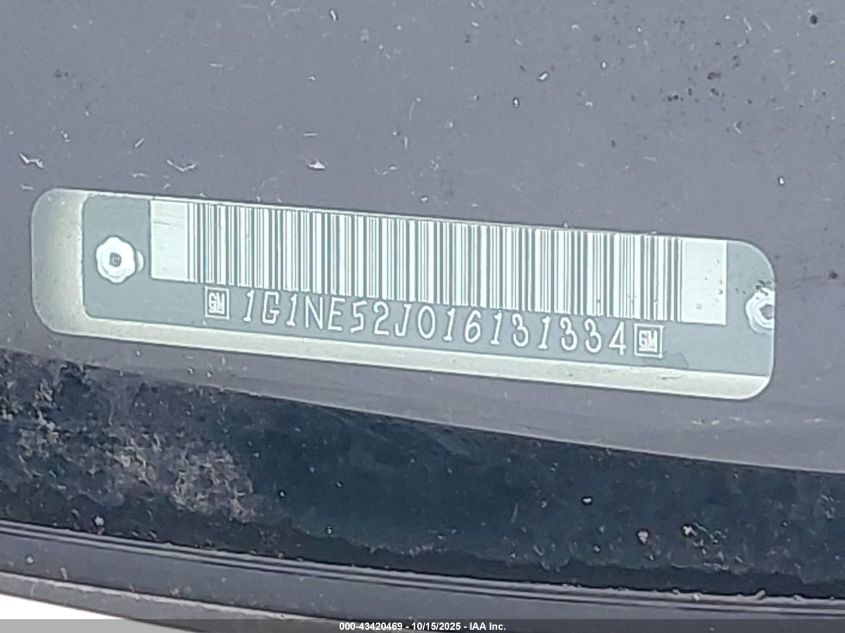 GM 1G1NE52J016131334 GM
000-43420469 - 10/15/2025 - IAA Inc.